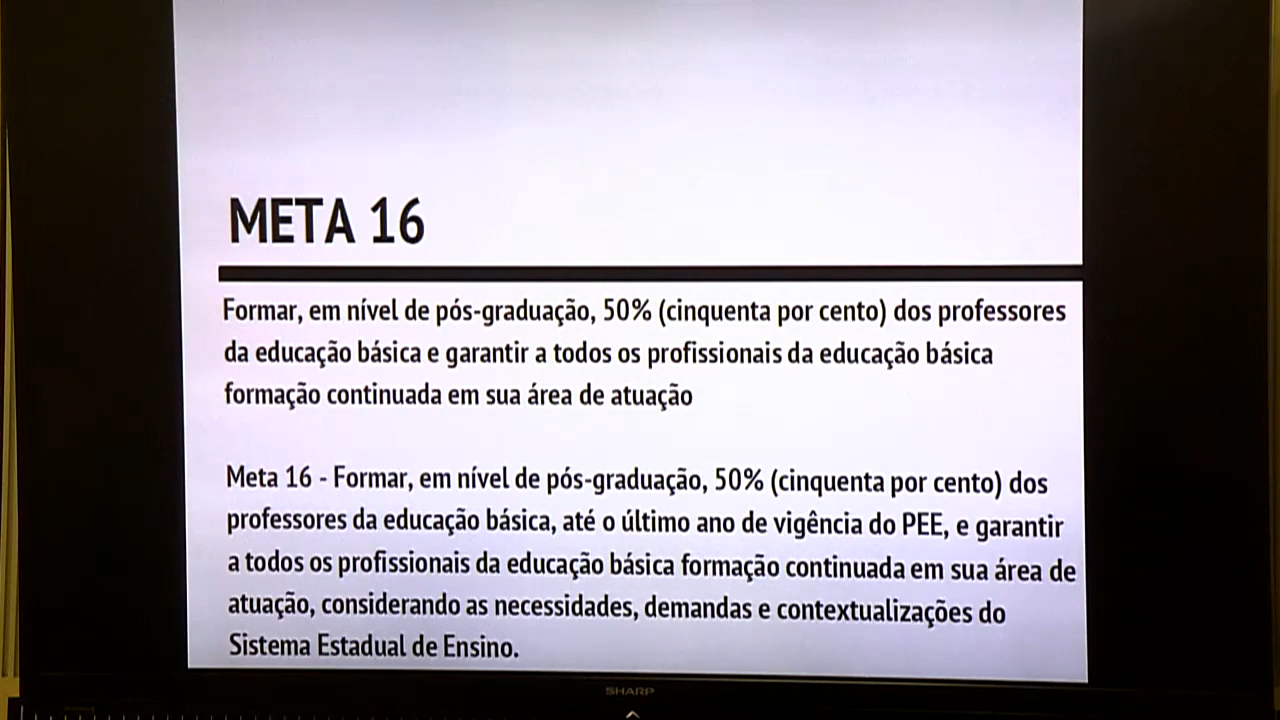 META 16
Formar, em nível de pós-graduação, 50% (cinquenta por cento) dos professores
da educação básica e garantir a todos os profissionais da educação básica
formação continuada em sua área de atuação
Meta 16 - Formar, em nível de pós-graduação, 50% (cinquenta por cento) dos
professores da educação básica, até o último ano de vigência do PEE, e garantir
a todos os profissionais da educação básica formação continuada em sua área de
atuação, considerando as necessidades, demandas e contextualizações do
Sistema Estadual de Ensino.
SHARP